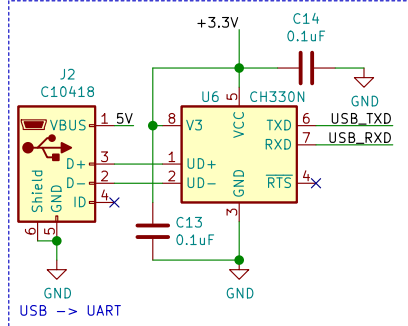 +3.3V
C14
0.1uF
GND
J2
C10418
U6
CH330N
VBUS
1
5V
D+
3
D-
2
ID
4
Shield
GND
6
5
GND
8
V3
5
VCC
TXD
6
USB_TXD
RXD
7
USB_RXD
1
UD+
2
UD-
GND
3
RTS
4
C13
0.1uF
GND
USB -> UART